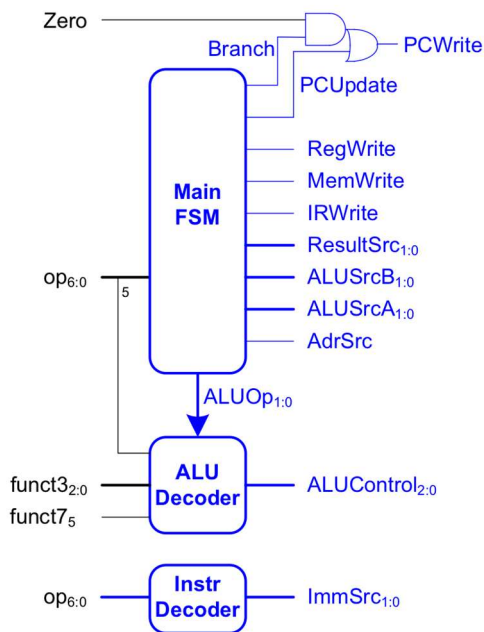 Zero
Branch
PCWrite
PCUpdate
RegWrite
MemWrite
Main
FSM
IRWrite
ResultSrc1:0
op6:0
5
ALUSrcB1:0
ALUSrcA1:0
AdrSrc
ALUOp1:0
ALU
Decoder
funct32:0
ALUControl2:0
funct75
op6:0
Instr
Decoder
ImmSrc1:0